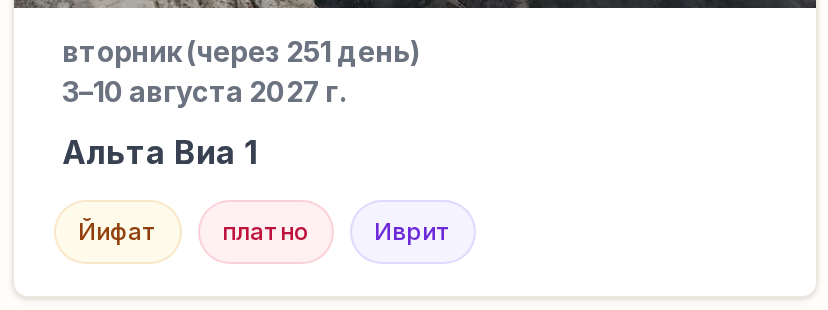 вторник (через 251 день)
3–10 августа 2027 г.
Альта Виа 1
Йифат платно Иврит